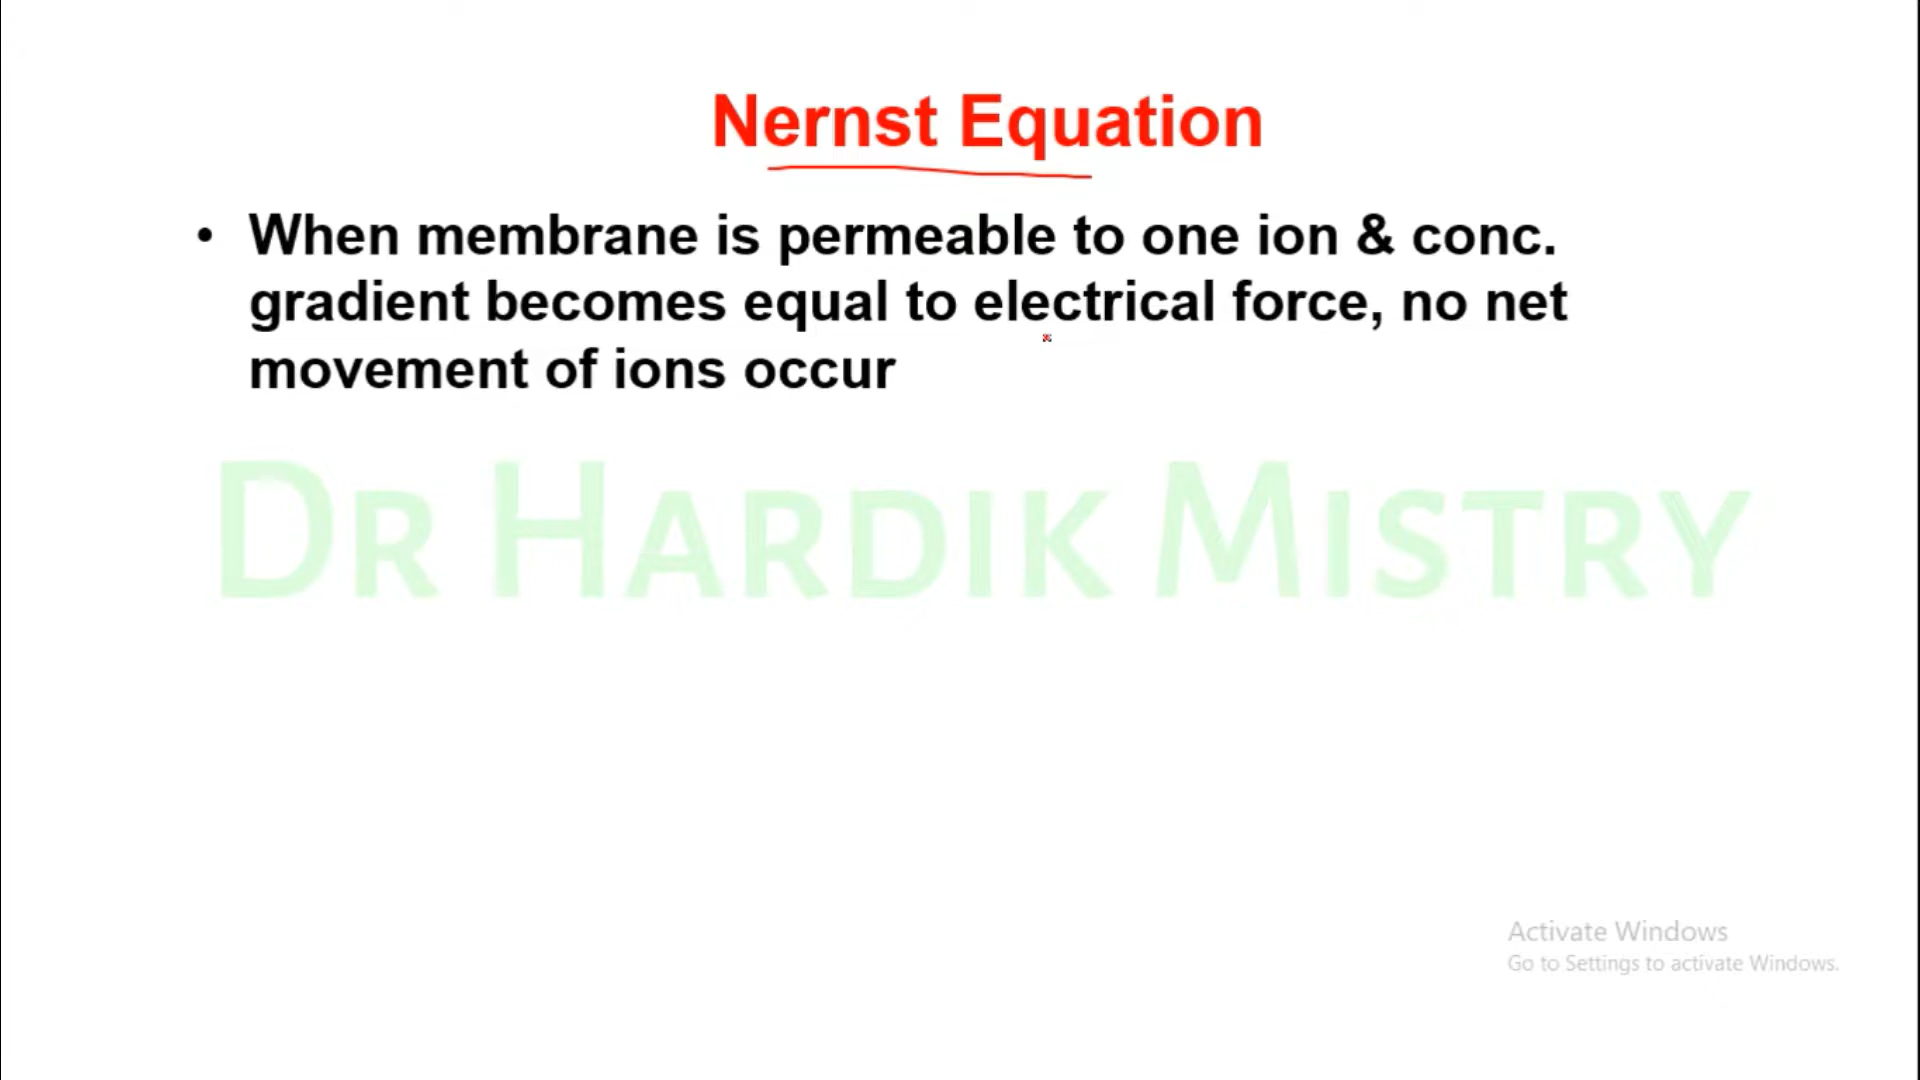 Nernst Equation
• When membrane is permeable to one ion & conc.
gradient becomes equal to electrical force, no net
movement of ions occur
DR HARDIK MISTRY
Activate Windows
Go to Settings to activate Windows.